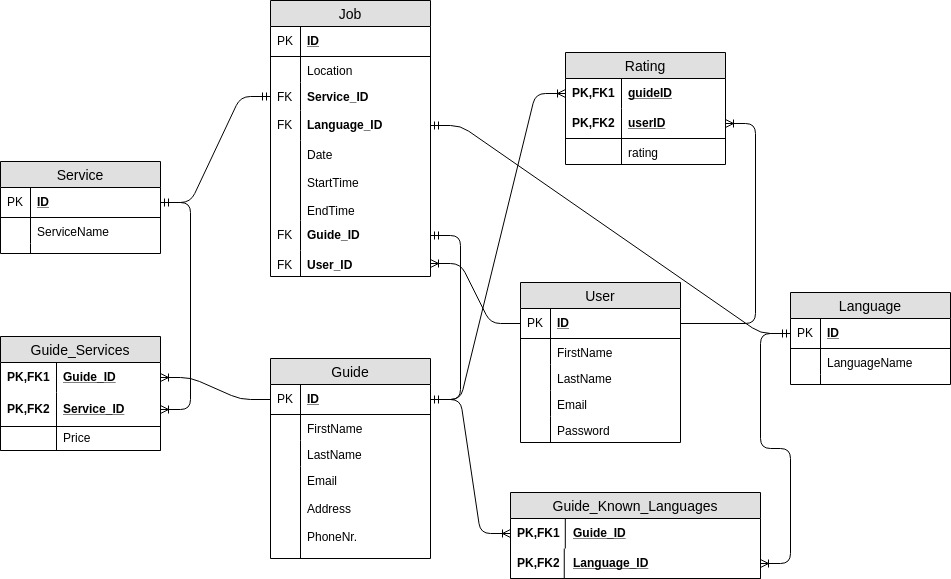 Job
PK ID
Location
FK Service_ID
FK Language_ID
Date
StartTime
EndTime
FK Guide_ID
FK User_ID
Rating
PK,FK1 guideID
PK,FK2 userID
rating
Service
PK ID
ServiceName
User
PK ID
FirstName
LastName
Email
Password
Language
PK ID
LanguageName
Guide_Services
PK,FK1 Guide_ID
PK,FK2 Service_ID
Price
Guide
PK ID
FirstName
LastName
Email
Address
PhoneNr.
Guide_Known_Languages
PK,FK1 Guide_ID
PK,FK2 Language_ID